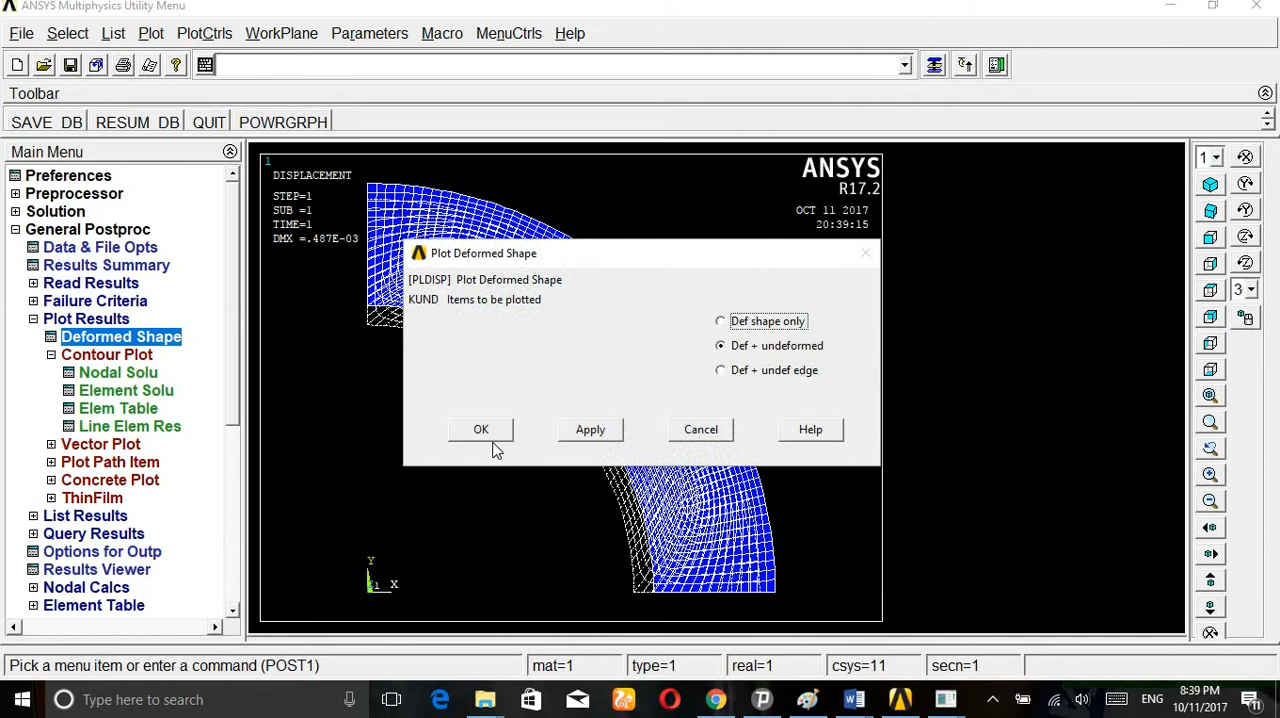 ANSYS Multiphysics Utility Menu
File Select List Plot PlotCtrls WorkPlane Parameters Macro MenuCtrls Help
Toolbar
SAVE_DB RESUM_DB QUIT POWRGRPH
Main Menu
Preferences
Preprocessor
Solution
General Postproc
Data & File Opts
Results Summary
Read Results
Failure Criteria
Plot Results
Deformed Shape
Contour Plot
Nodal Solu
Element Solu
Elem Table
Line Elem Res
Vector Plot
Plot Path Item
Concrete Plot
ThinFilm
List Results
Query Results
Options for Outp
Results Viewer
Nodal Calcs
Element Table
1
DISPLACEMENT
STEP=1
SUB =1
TIME=1
DMX =.487E-03
ANSYS
R17.2
OCT 11 2017
20:39:15
Plot Deformed Shape
[PLDISP] Plot Deformed Shape
KUND Items to be plotted
Def shape only
Def + undeformed
Def + undef edge
OK Apply Cancel Help
Y
X
1
3
Pick a menu item or enter a command (POST1) mat=1 type=1 real=1 csys=11 secn=1
Type here to search
ENG
8:39 PM
10/11/2017